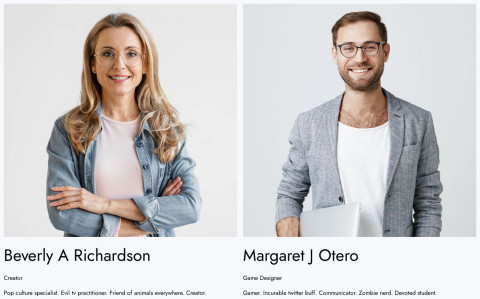 Beverly A Richardson
Margaret J Otero
Creator
Game Designer
Pop culture specialist. Evil tv practitioner. Friend of animals everywhere. Creator.
Gamer. Incurable twitter buff. Communicator. Zombie nerd. Devoted student.